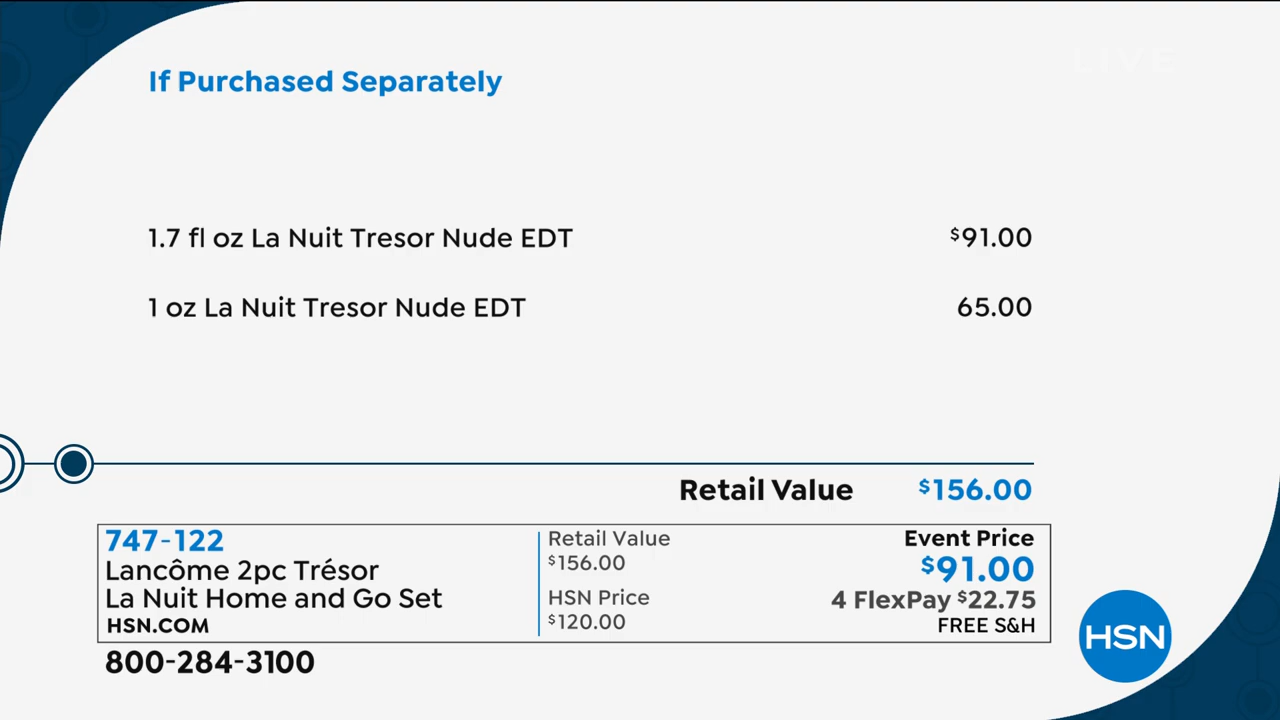 LIVE
If Purchased Separately
1.7 fl oz La Nuit Tresor Nude EDT $91.00
1 oz La Nuit Tresor Nude EDT 65.00
Retail Value $156.00
747-122
Lancôme 2pc Trésor
La Nuit Home and Go Set
HSN.COM
Retail Value
$156.00
HSN Price
$120.00
Event Price
$91.00
4 FlexPay $22.75
FREE S&H
800-284-3100
HSN